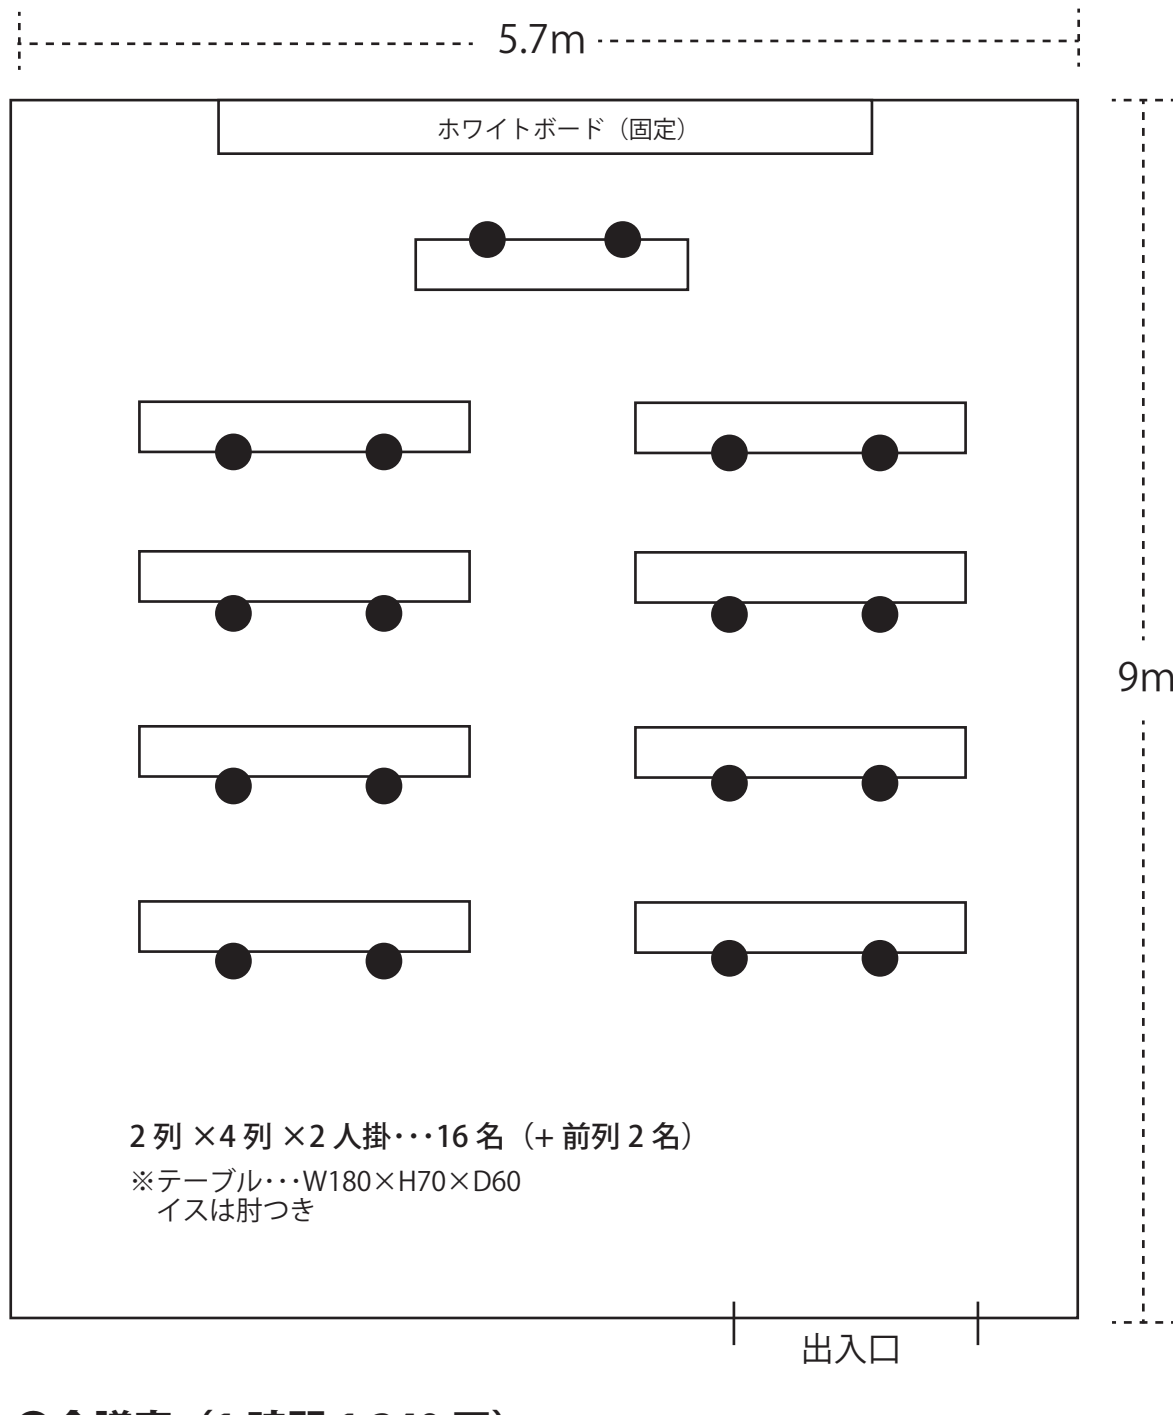 5.7m
ホワイトボード（固定）
9m
2 列 ×4 列 ×2 人掛･･･16 名（+ 前列 2 名）
※テーブル･･･W180×H70×D60
イスは肘つき
出入口